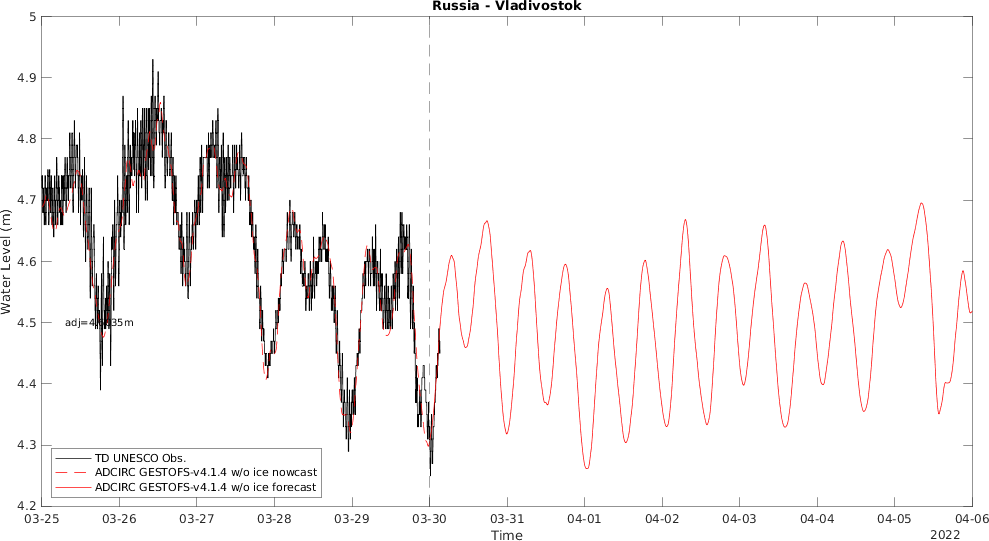 Russia - Vladivostok
5
4.9
4.8
4.7
4.6
4.5
4.4
4.3
4.2
Water Level (m)
TD UNESCO Obs.
ADCIRC GESTOFS-v4.1.4 w/o ice nowcast
ADCIRC GESTOFS-v4.1.4 w/o ice forecast
03-25 03-26 03-27 03-28 03-29 03-30 03-31 04-01 04-02 04-03 04-04 04-05 04-06
Time
2022